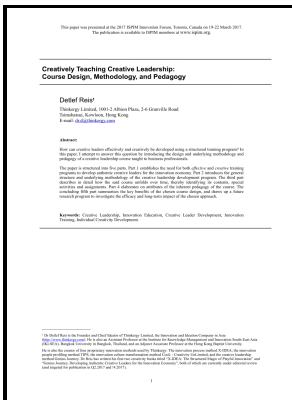 This paper was presented at the 2017 ISPIM Innovation Forum, Toronto, Canada on 19-22 March 2017.
The publication is available to ISPIM members at www.ispim.org.
Creatively Teaching Creative Leadership:
Course Design, Methodology, and Pedagogy
Detlef Reis¹
Thinkergy Limited, 1001-2 Albion Plaza, 2-6 Granville Road
Tsimshatsui, Kowloon, Hong Kong
Abstract:
How can creative leaders effectively and creatively be developed using a structured training program? In
this paper, I attempt to answer this question by introducing the design and underlying methodology and
pedagogy of a creative leadership course taught to business professionals.
The paper is structured into five parts. Part 1 establishes the need for both effective and creative training
programs to develop authentic creative leaders for the innovation economy. Part 2 introduces the general
structure and underlying methodology of the creative leadership development program. The third part
describes in detail how the said course unfolds over time, thereby identifying its contents, special
activities and assignments. Part 4 elaborates on attributes of the inherent pedagogy of the course. The
concluding fifth part summarizes the key benefits of the chosen course design, and draws up a future
research program to investigate the efficacy and long-term impact of the chosen approach.
Keywords: Creative Leadership, Innovation Education, Creative Leader Development, Innovation
Training, Individual Creativity Development
1